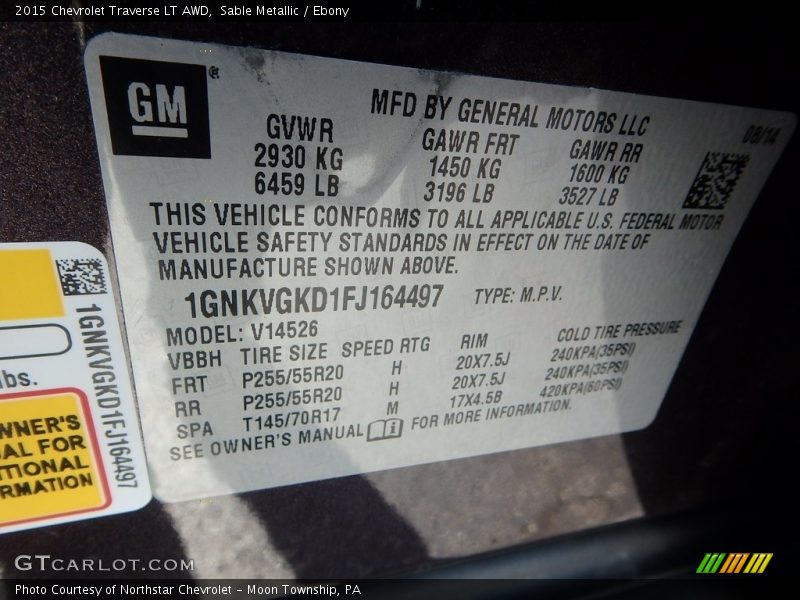 2015 Chevrolet Traverse LT AWD, Sable Metallic / Ebony
GM®
MFD BY GENERAL MOTORS LLC
08/14
GVWR GAWR FRT GAWR RR
2930 KG 1450 KG 1600 KG
6459 LB 3196 LB 3527 LB
THIS VEHICLE CONFORMS TO ALL APPLICABLE U.S. FEDERAL MOTOR
VEHICLE SAFETY STANDARDS IN EFFECT ON THE DATE OF
MANUFACTURE SHOWN ABOVE.
1GNKVGKD1FJ164497 TYPE: M.P.V.
MODEL: V14526
VBBH TIRE SIZE SPEED RTG RIM COLD TIRE PRESSURE
FRT P255/55R20 H 20X7.5J 240KPA(35PSI)
RR P255/55R20 H 20X7.5J 240KPA(35PSI)
SPA T145/70R17 M 17X4.5B 420KPA(60PSI)
SEE OWNER'S MANUAL FOR MORE INFORMATION.
1GNKVGKD1FJ164497
lbs.
WNER'S
AL FOR
TIONAL
RMATION
GTCARLOT.COM
Photo Courtesy of Northstar Chevrolet - Moon Township, PA